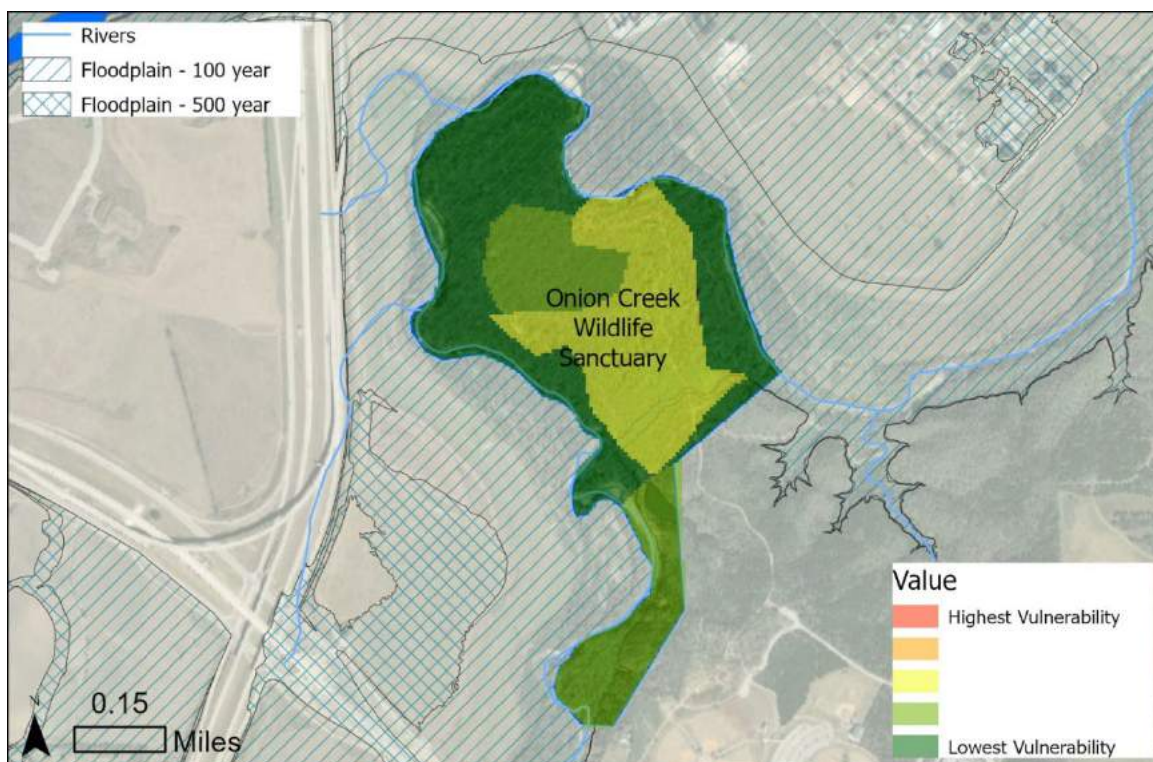 Rivers
Floodplain - 100 year
Floodplain - 500 year
Onion Creek
Wildlife
Sanctuary
Value
Highest Vulnerability
Lowest Vulnerability
0.15
Miles